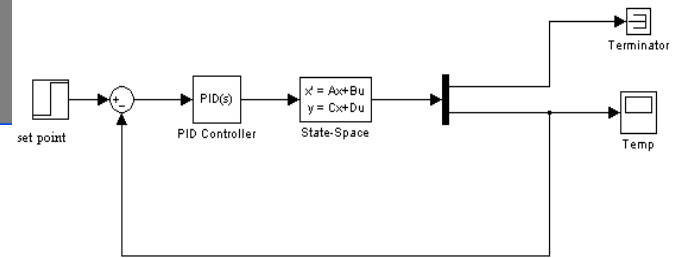 Terminator
PID(s)
x' = Ax+Bu
y = Cx+Du
set point
PID Controller
State-Space
Temp